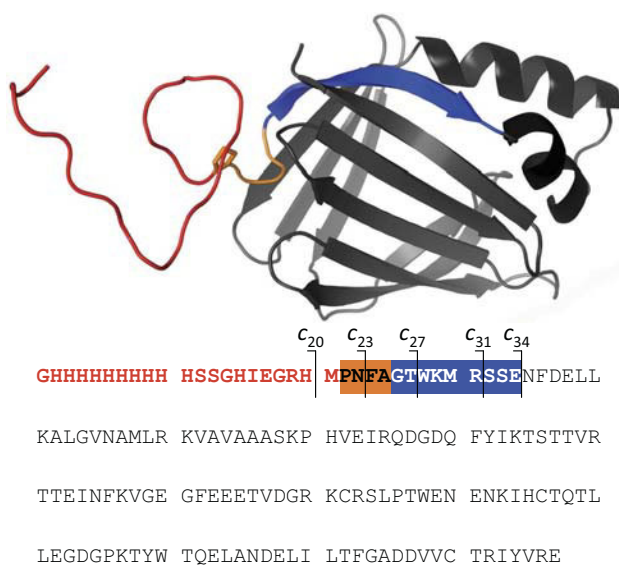 c20 c23 c27 c31 c34
GHHHHHHHHH HSSGHIEGRH MPNFAGTWKM RSSENFDELL
KALGVNAMLR KVAVAAASKP HVEIRQDGDQ FYIKTSTTVR
TTEINFKVGE GFEEETVDGR KCRSLPTWEN ENKIHCTQTL
LEGDGPKTYW TQELANDELI LTFGADDVVC TRIYVRE